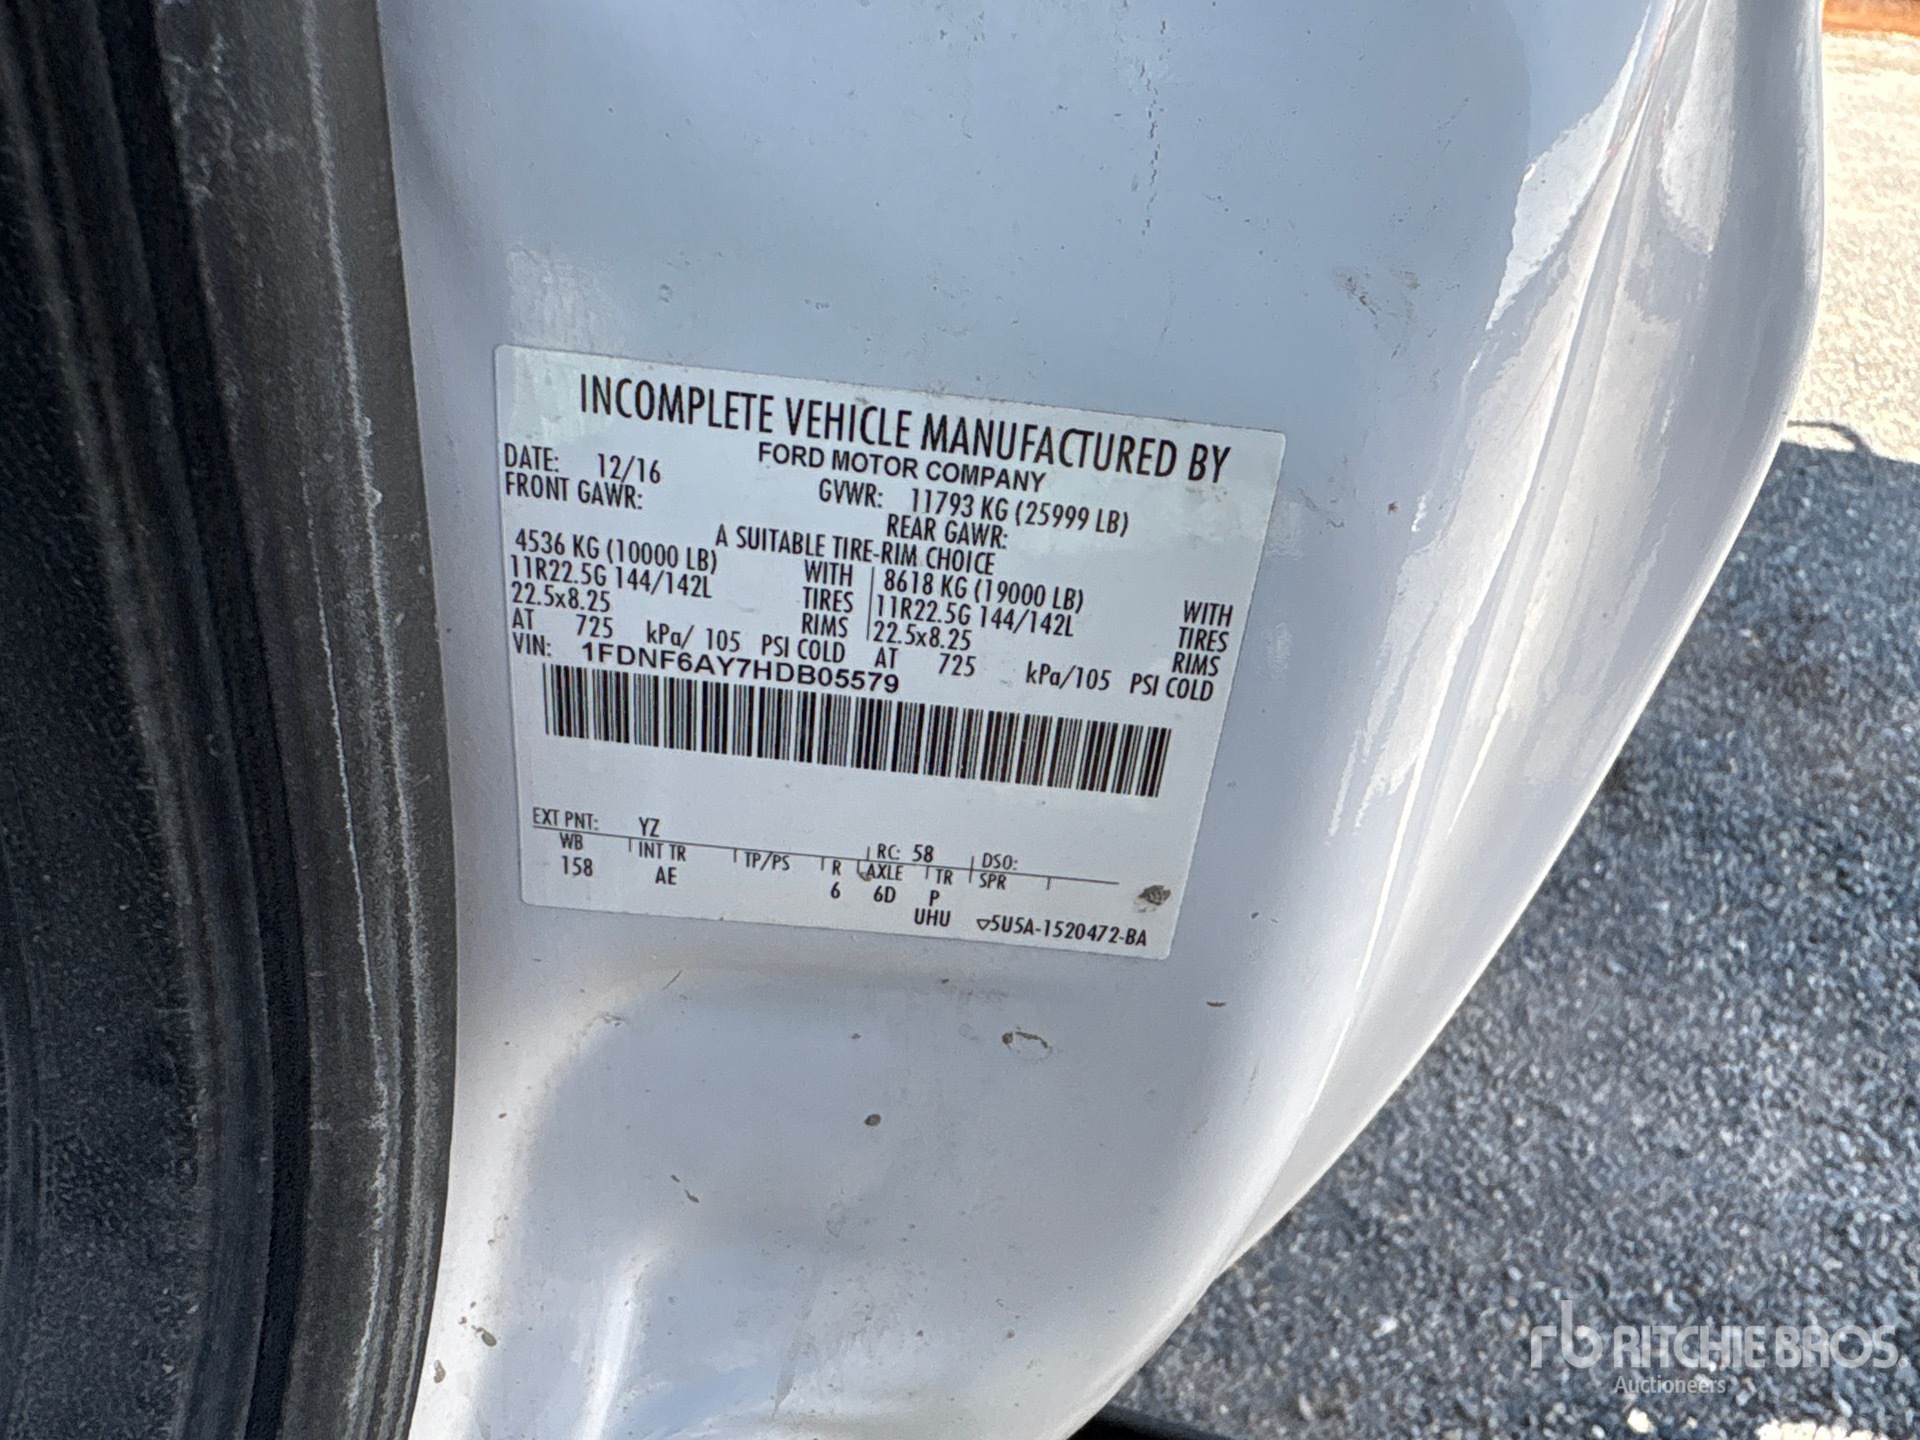 INCOMPLETE VEHICLE MANUFACTURED BY
FORD MOTOR COMPANY
DATE: 12/16 GVWR: 11793 KG (25999 LB)
FRONT GAWR: REAR GAWR:
A SUITABLE TIRE-RIM CHOICE
4536 KG (10000 LB) WITH 8618 KG (19000 LB) WITH
11R22.5G 144/142L TIRES 11R22.5G 144/142L TIRES
22.5x8.25 RIMS 22.5x8.25 RIMS
AT 725 kPa/ 105 PSI COLD AT 725 kPa/105 PSI COLD
VIN: 1FDNF6AY7HDB05579
EXT PNT: YZ RC: 58 DSO:
WB INT TR TP/PS R AXLE TR SPR
158 AE 6 6D P
UHU ▽5U5A-1520472-BA
rb RITCHIE BROS.
Auctioneers